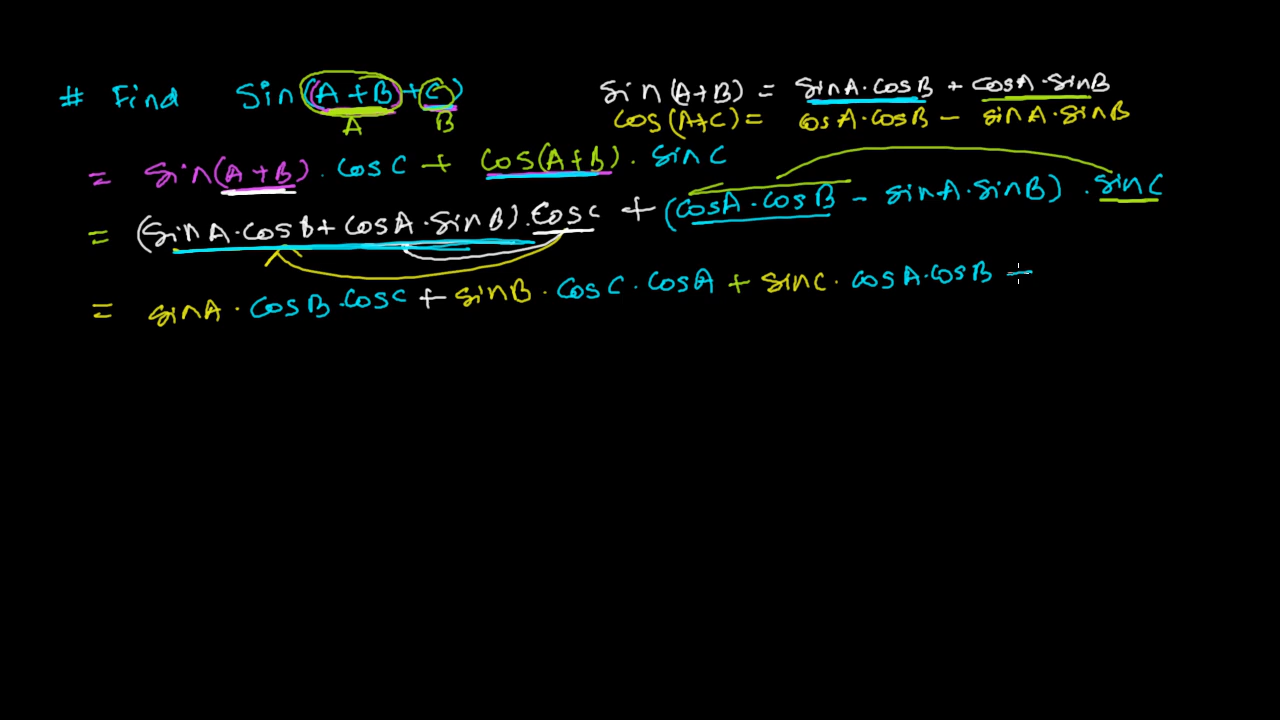 # Find Sin(A+B+C)
A B
sin(A+B) = sinA·cosB + cosA·sinB
cos(A+C) = cosA·cosB - sinA·sinB
= sin(A+B)·cosC + cos(A+B)·sinC
= (sinA·cosB+cosA·sinB)·cosC + (cosA·cosB - sinA·sinB)·sinC
= sinA·cosB·cosC + sinB·cosC·cosA + sinC·cosA·cosB -